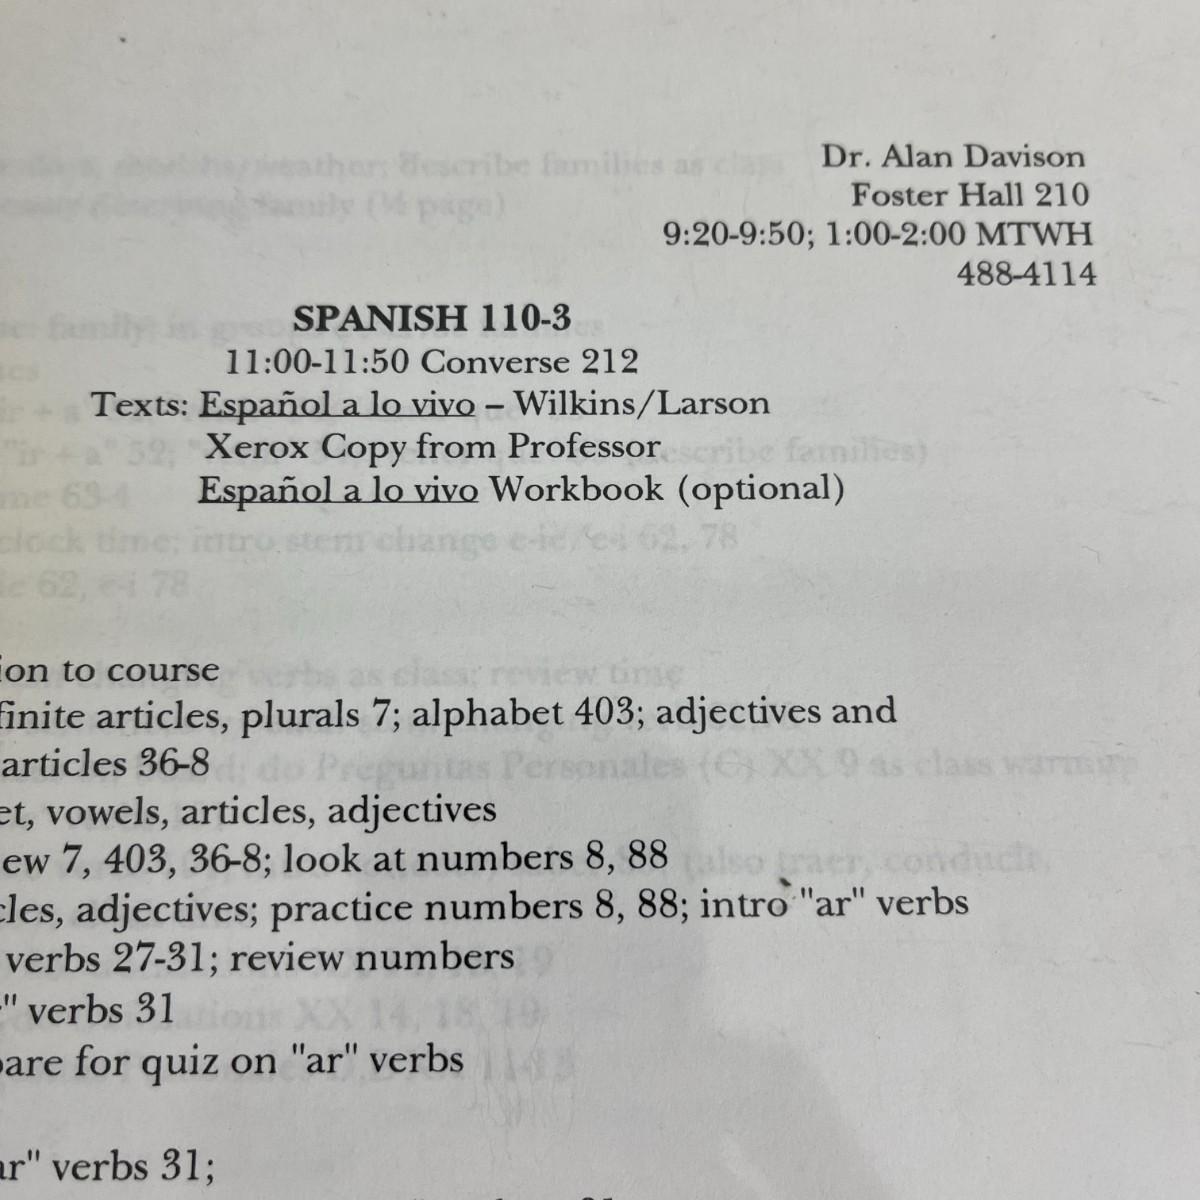 Dr. Alan Davison
Foster Hall 210
9:20-9:50; 1:00-2:00 MTWH
488-4114
SPANISH 110-3
11:00-11:50 Converse 212
Texts: Español a lo vivo – Wilkins/Larson
Xerox Copy from Professor
Español a lo vivo Workbook (optional)
ion to course
finite articles, plurals 7; alphabet 403; adjectives and
articles 36-8
et, vowels, articles, adjectives
ew 7, 403, 36-8; look at numbers 8, 88
cles, adjectives; practice numbers 8, 88; intro "ar" verbs
verbs 27-31; review numbers
" verbs 31
pare for quiz on "ar" verbs
ar" verbs 31;